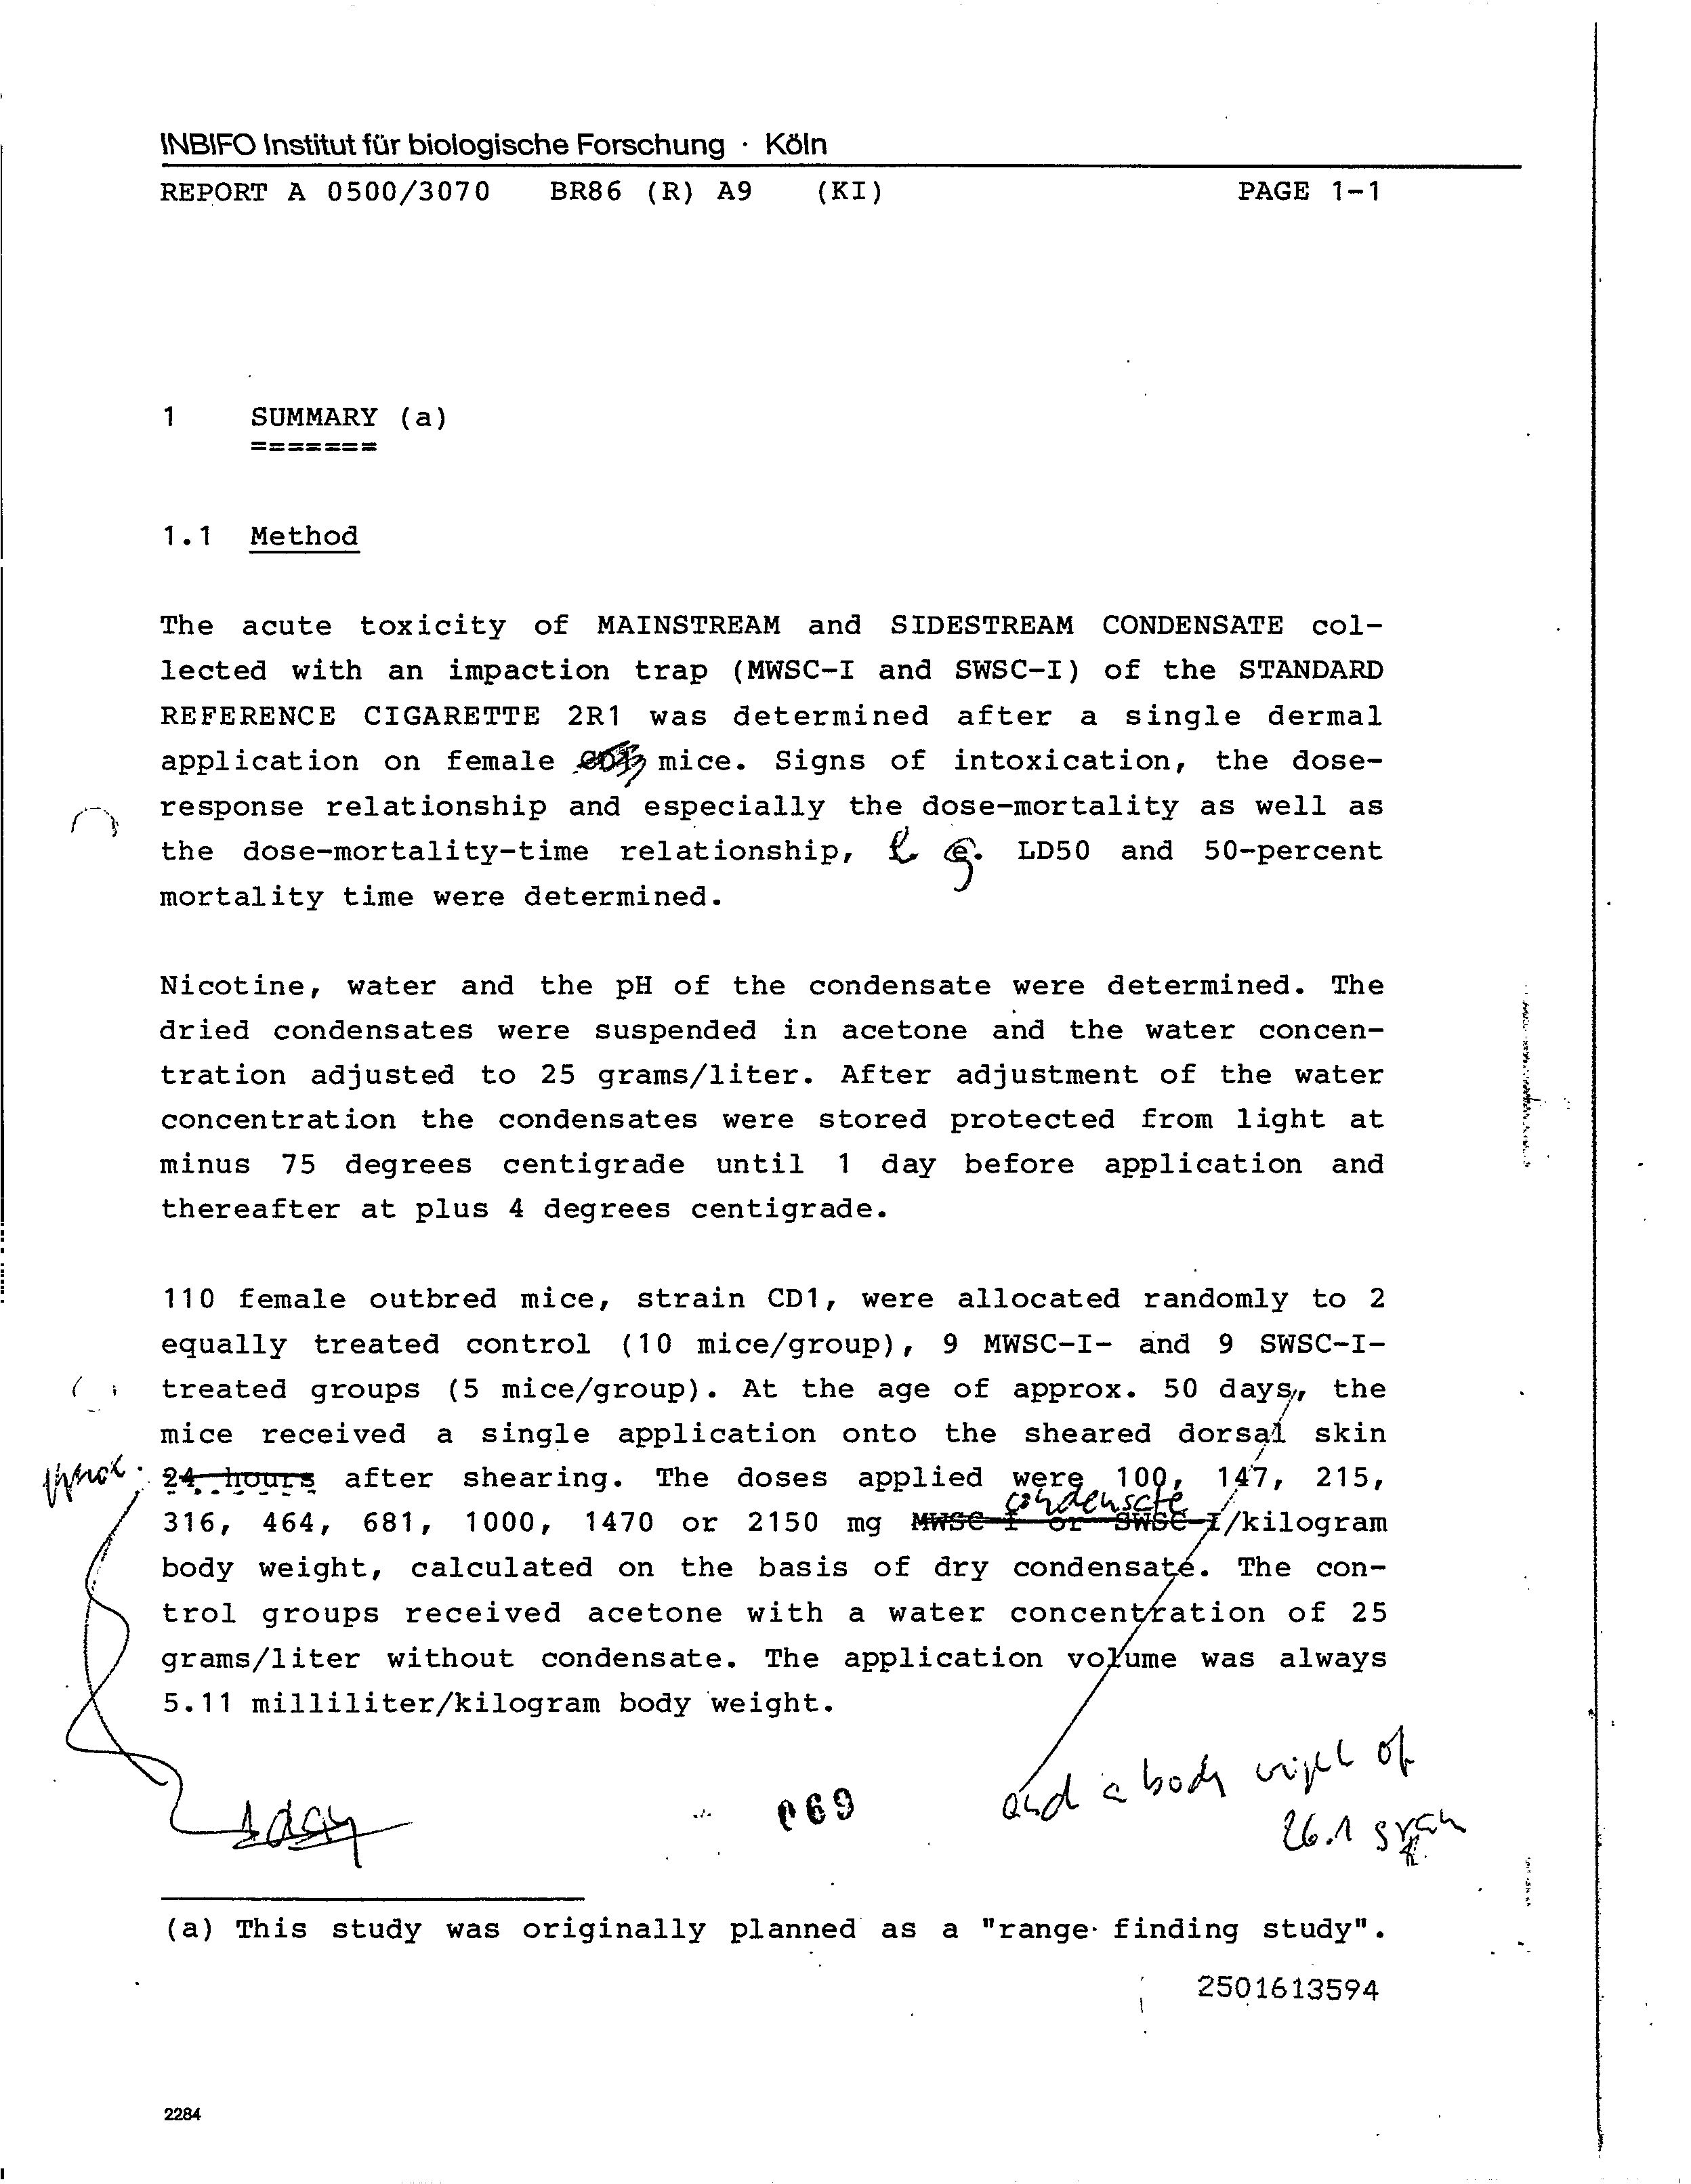 INBIFO Institut für biologische Forschung · Köln
REPORT A 0500/3070 BR86 (R) A9 (KI) PAGE 1-1
1 SUMMARY (a)
=======
1.1 Method
The acute toxicity of MAINSTREAM and SIDESTREAM CONDENSATE col-
lected with an impaction trap (MWSC-I and SWSC-I) of the STANDARD
REFERENCE CIGARETTE 2R1 was determined after a single dermal
application on female mice. Signs of intoxication, the dose-
response relationship and especially the dose-mortality as well as
the dose-mortality-time relationship, LD50 and 50-percent
mortality time were determined.
Nicotine, water and the pH of the condensate were determined. The
dried condensates were suspended in acetone and the water concen-
tration adjusted to 25 grams/liter. After adjustment of the water
concentration the condensates were stored protected from light at
minus 75 degrees centigrade until 1 day before application and
thereafter at plus 4 degrees centigrade.
110 female outbred mice, strain CD1, were allocated randomly to 2
equally treated control (10 mice/group), 9 MWSC-I- and 9 SWSC-I-
treated groups (5 mice/group). At the age of approx. 50 days, the
mice received a single application onto the sheared dorsal skin
approx. 24 hours after shearing. The doses applied were 100, 147, 215,
condensate
316, 464, 681, 1000, 1470 or 2150 mg MWSC-I or SWSC-I/kilogram
body weight, calculated on the basis of dry condensate. The con-
trol groups received acetone with a water concentration of 25
grams/liter without condensate. The application volume was always
5.11 milliliter/kilogram body weight.
and a body weight of
26.1 gram
1 day
069
(a) This study was originally planned as a "range finding study".
2501613594
2284